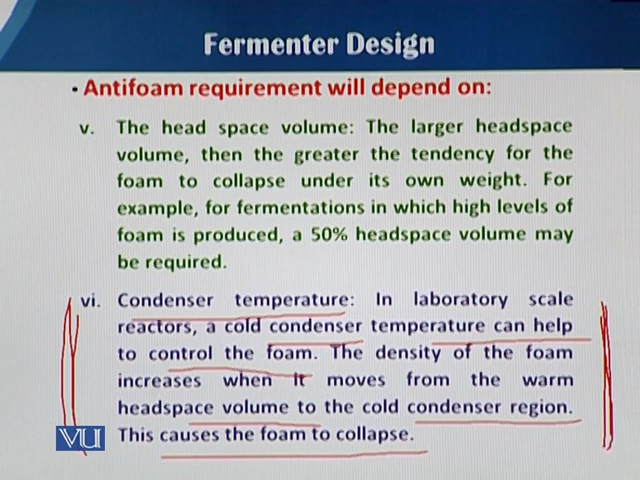 Fermenter Design
• Antifoam requirement will depend on:
v. The head space volume: The larger headspace
volume, then the greater the tendency for the
foam to collapse under its own weight. For
example, for fermentations in which high levels of
foam is produced, a 50% headspace volume may
be required.
vi. Condenser temperature: In laboratory scale
reactors, a cold condenser temperature can help
to control the foam. The density of the foam
increases when it moves from the warm
headspace volume to the cold condenser region.
This causes the foam to collapse.
VU